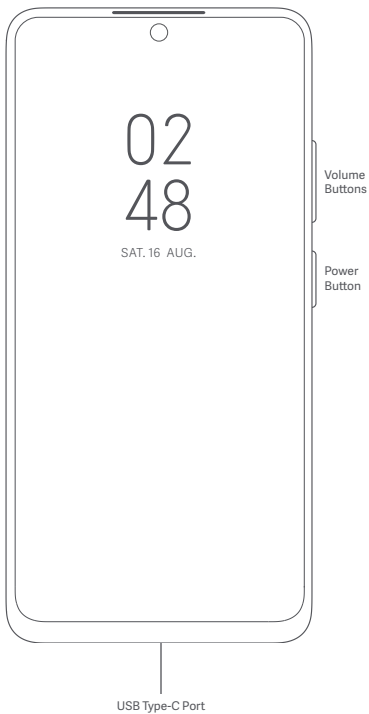 02
48
SAT. 16 AUG.
Volume
Buttons
Power
Button
USB Type-C Port